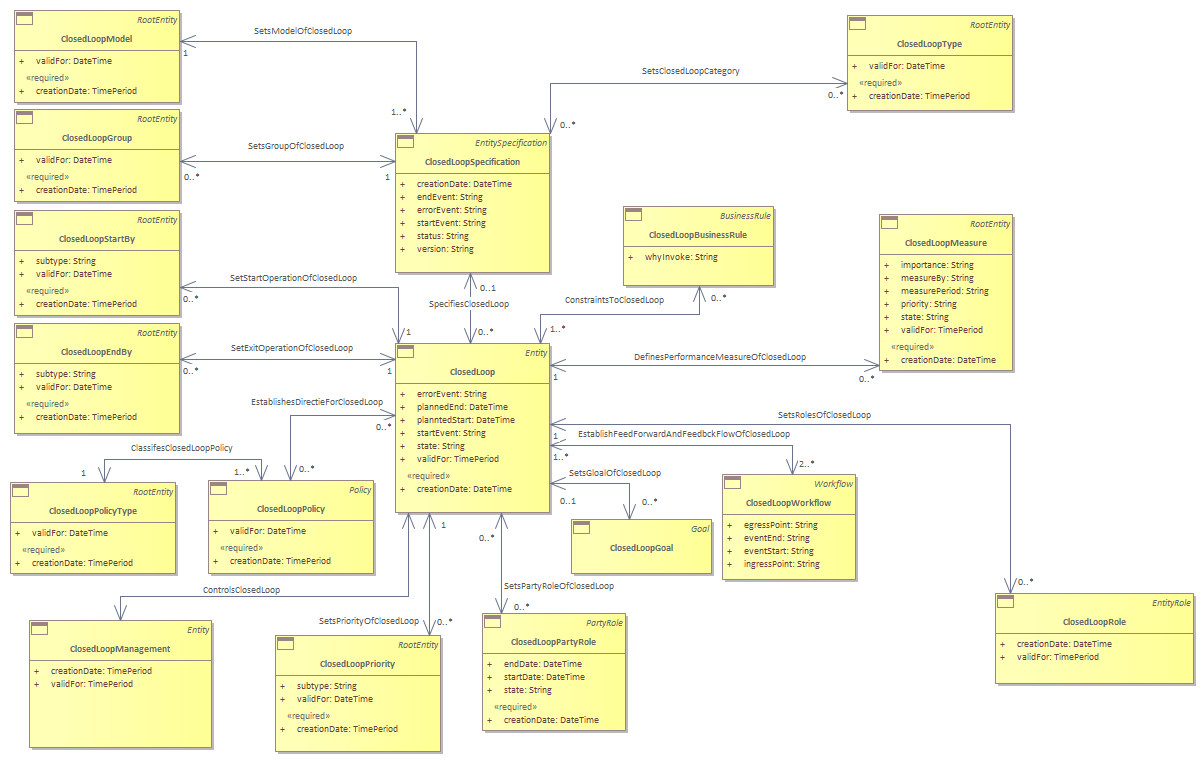 RootEntity
ClosedLoopModel
+ validFor: DateTime
«required»
+ creationDate: TimePeriod
SetsModelOfClosedLoop
1
1..*
RootEntity
ClosedLoopType
+ validFor: DateTime
«required»
+ creationDate: TimePeriod
SetsClosedLoopCategory
0..*
0..*
RootEntity
ClosedLoopGroup
+ validFor: DateTime
«required»
+ creationDate: TimePeriod
SetsGroupOfClosedLoop
0..*
1
EntitySpecification
ClosedLoopSpecification
+ creationDate: DateTime
+ endEvent: String
+ errorEvent: String
+ startEvent: String
+ status: String
+ version: String
RootEntity
ClosedLoopStartBy
+ subtype: String
+ validFor: DateTime
«required»
+ creationDate: TimePeriod
SetStartOperationOfClosedLoop
0..*
1
0..1
SpecifiesClosedLoop
0..*
BusinessRule
ClosedLoopBusinessRule
+ whyInvoke: String
ConstraintsToClosedLoop
0..*
1..*
RootEntity
ClosedLoopMeasure
+ importance: String
+ measureBy: String
+ measurePeriod: String
+ priority: String
+ state: String
+ validFor: TimePeriod
«required»
+ creationDate: DateTime
RootEntity
ClosedLoopEndBy
+ subtype: String
+ validFor: DateTime
«required»
+ creationDate: TimePeriod
SetExitOperationOfClosedLoop
0..*
1
Entity
ClosedLoop
+ errorEvent: String
+ plannedEnd: DateTime
+ planntedStart: DateTime
+ startEvent: String
+ state: String
+ validFor: TimePeriod
«required»
+ creationDate: DateTime
DefinesPerformanceMeasureOfClosedLoop
1
0..*
EstablishesDirectieForClosedLoop
0..*
0..*
SetsRolesOfClosedLoop
1
0..*
EstablishFeedForwardAndFeedbckFlowOfClosedLoop
1..*
2..*
SetsGloalOfClosedLoop
0..1
0..*
ClassifesClosedLoopPolicy
1
1..*
RootEntity
ClosedLoopPolicyType
+ validFor: DateTime
«required»
+ creationDate: TimePeriod
Policy
ClosedLoopPolicy
+ validFor: DateTime
«required»
+ creationDate: TimePeriod
Goal
ClosedLoopGoal
Workflow
ClosedLoopWorkflow
+ egressPoint: String
+ eventEnd: String
+ eventStart: String
+ ingressPoint: String
ControlsClosedLoop
1
SetsPriorityOfClosedLoop
0..*
0..*
SetsPartyRoleOfClosedLoop
0..*
Entity
ClosedLoopManagement
+ creationDate: TimePeriod
+ validFor: TimePeriod
RootEntity
ClosedLoopPriority
+ subtype: String
+ validFor: DateTime
«required»
+ creationDate: TimePeriod
PartyRole
ClosedLoopPartyRole
+ endDate: DateTime
+ startDate: DateTime
+ state: String
«required»
+ creationDate: DateTime
EntityRole
ClosedLoopRole
+ creationDate: DateTime
+ validFor: TimePeriod